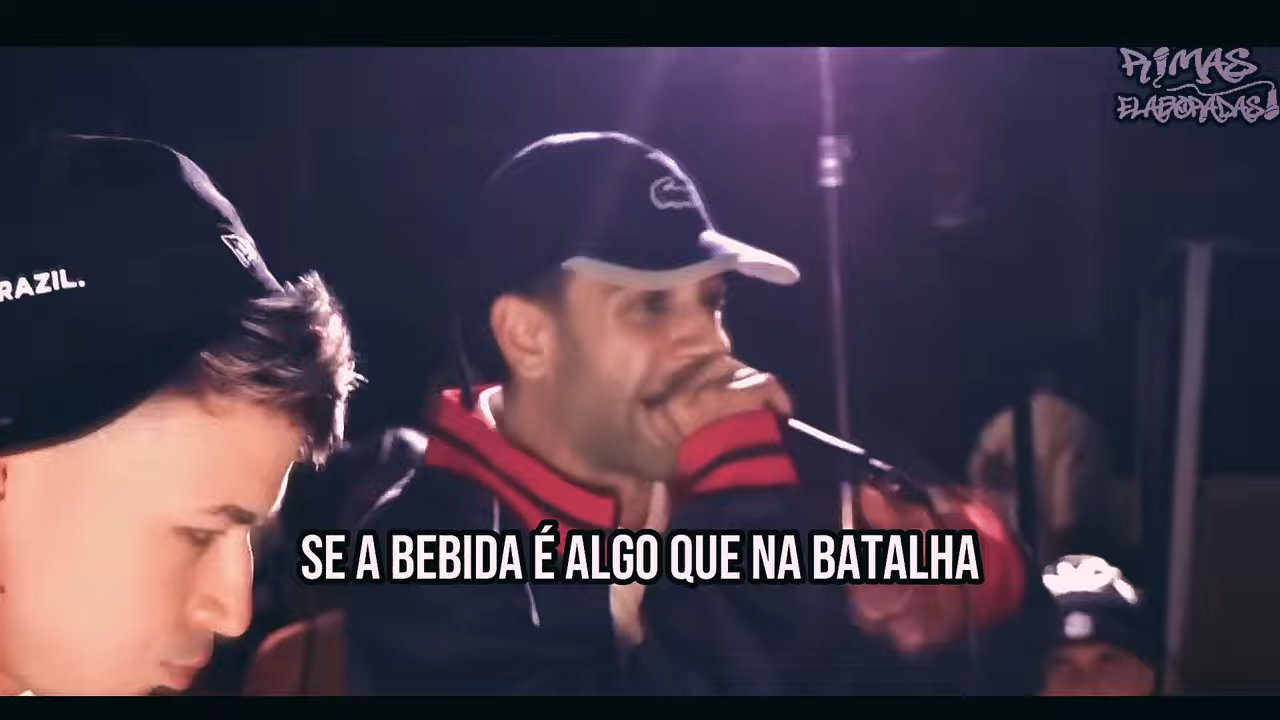 RIMAS
ELABORADAS!
RAZIL.
SE A BEBIDA É ALGO QUE NA BATALHA